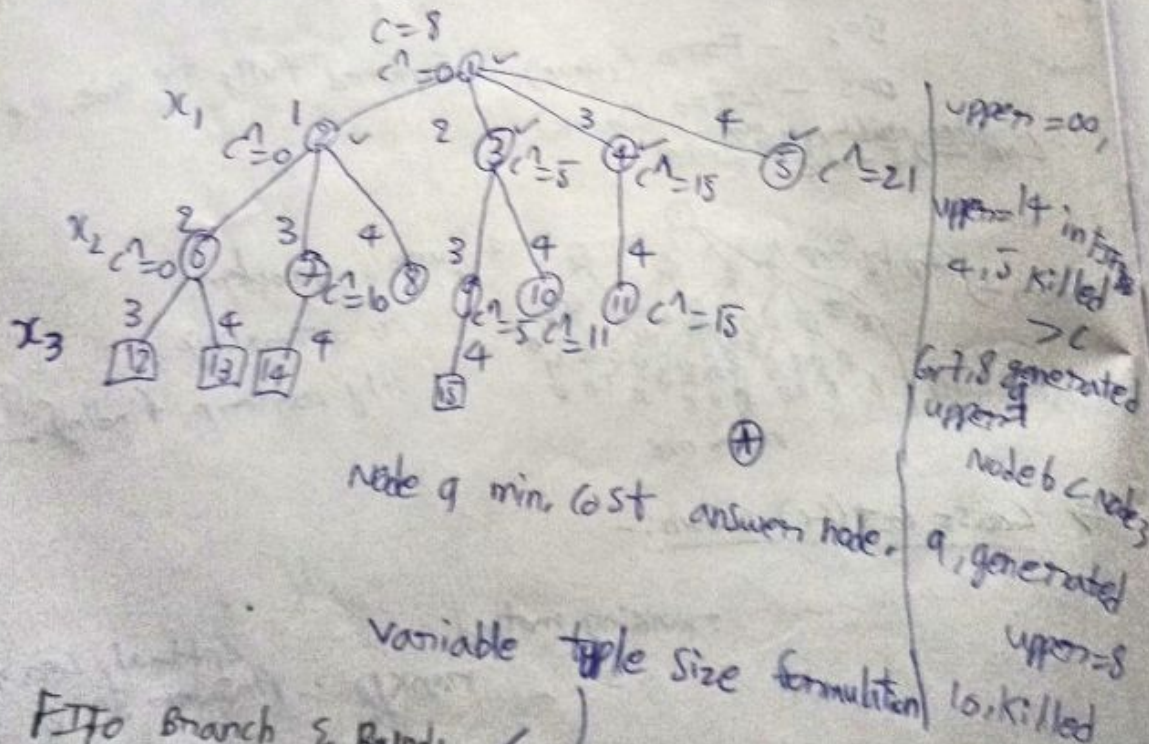 c=8
c^=0 1
x1 1 2 3 4
c^=0 2 3 c^=5 4 c^=15 5 c^=21
x2 2 3 4 3 4 4
c^=0 6 7 c^=6 8 9 c^=5 10 c^=11 11 c^=15
x3 3 4 4 4
12 13 14 15
A
Node 9 min. cost answer node.
variable tuple size formulition
FIFO Branch &
upper=∞,
upper=14 in
4,5 killed
>c
6,7,8 generated
upper=9
Node 6 < node 3
9, generated
upper=8
10, killed